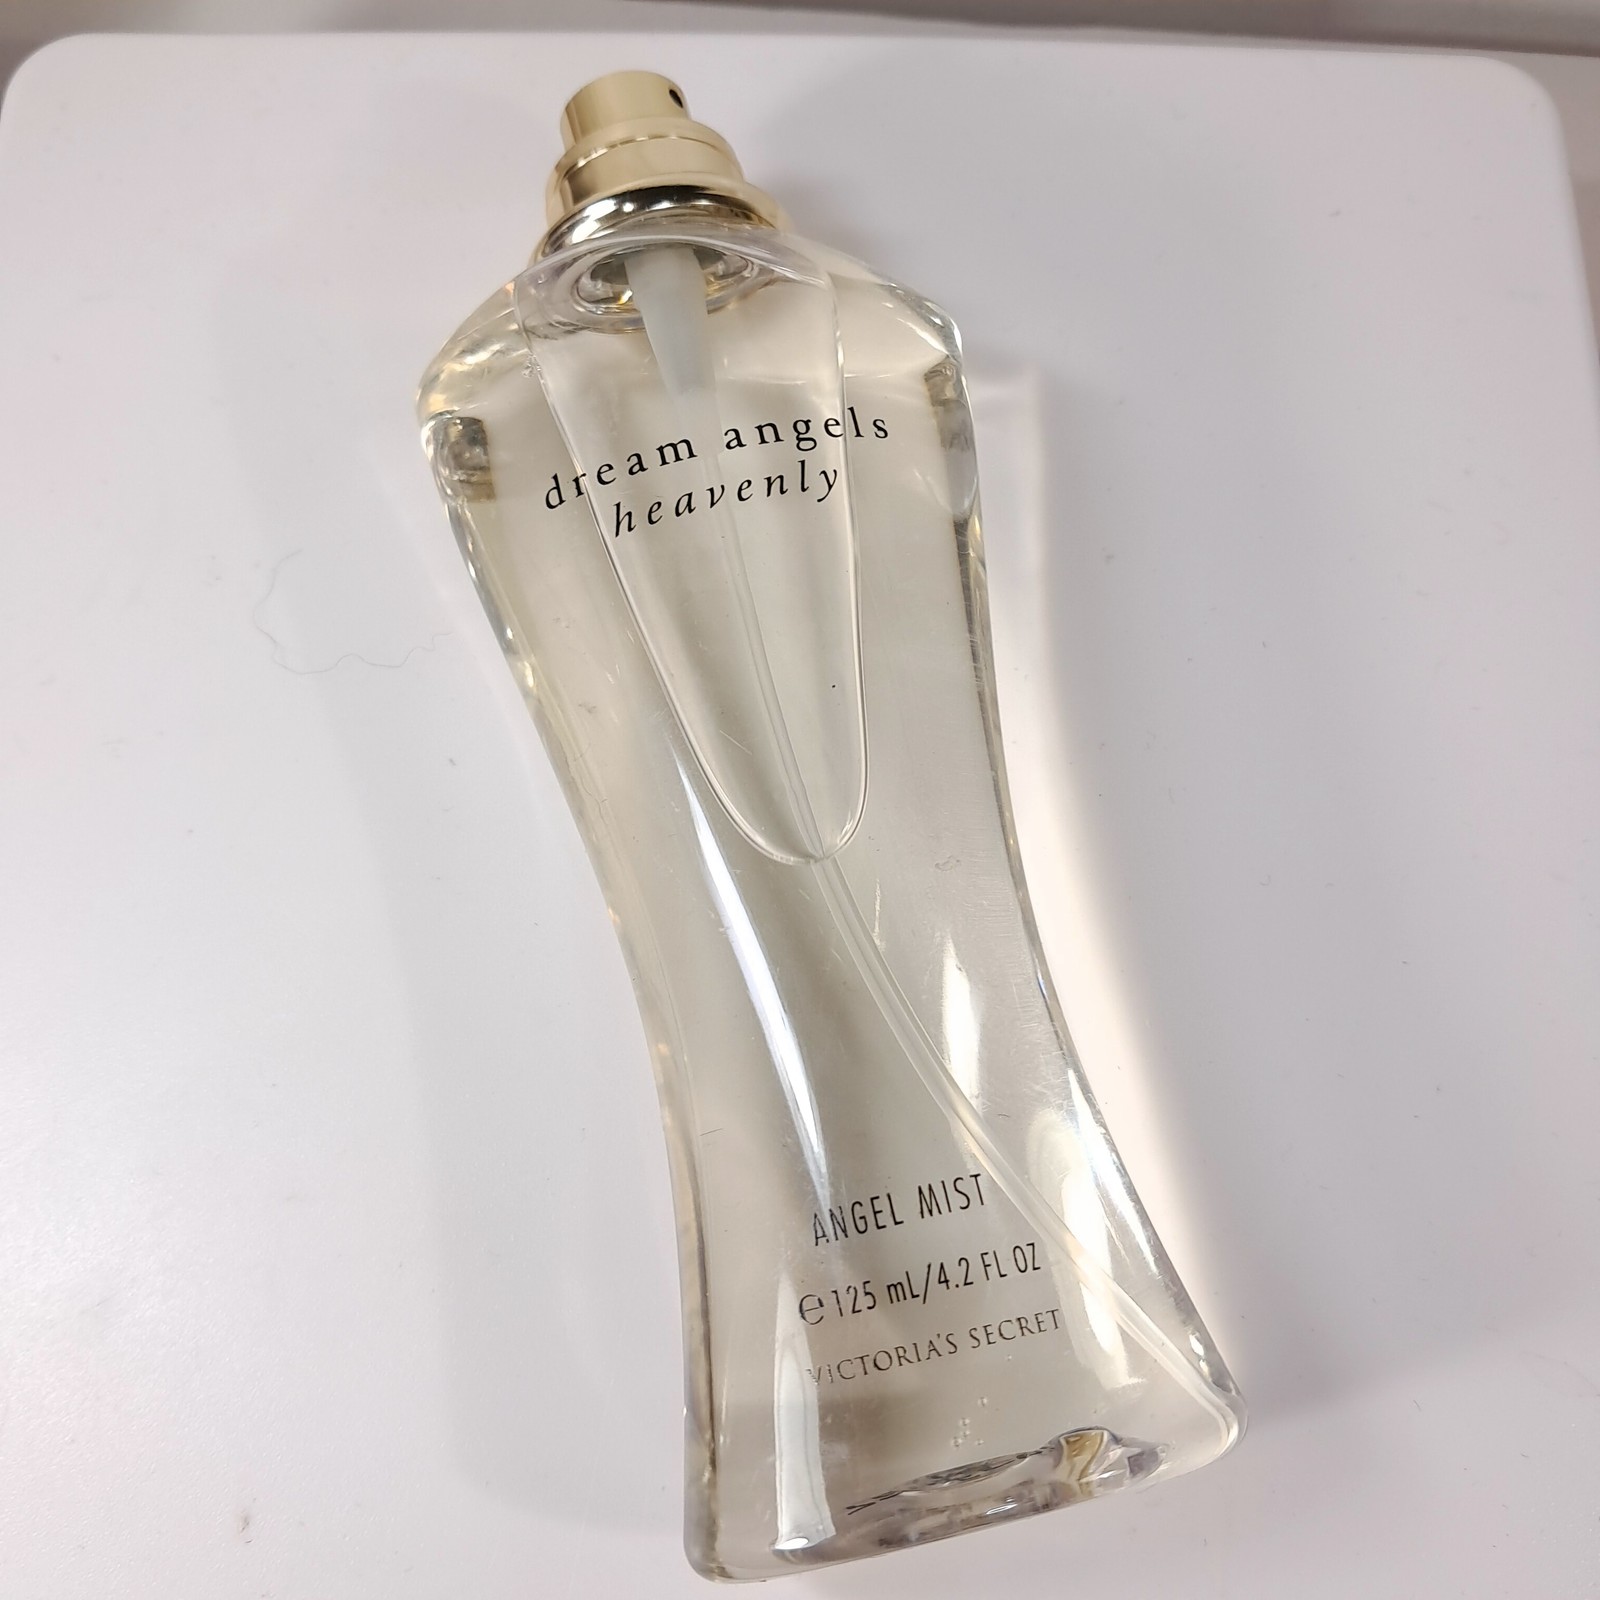 dream angels
heavenly
ANGEL MIST
℮125 mL/4.2 FL OZ
VICTORIA'S SECRET